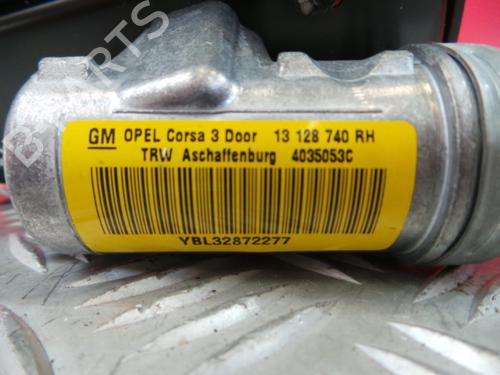 GM OPEL Corsa 3 Door 13 128 740 RH
TRW Aschaffenburg 4035053C
YBL32872277